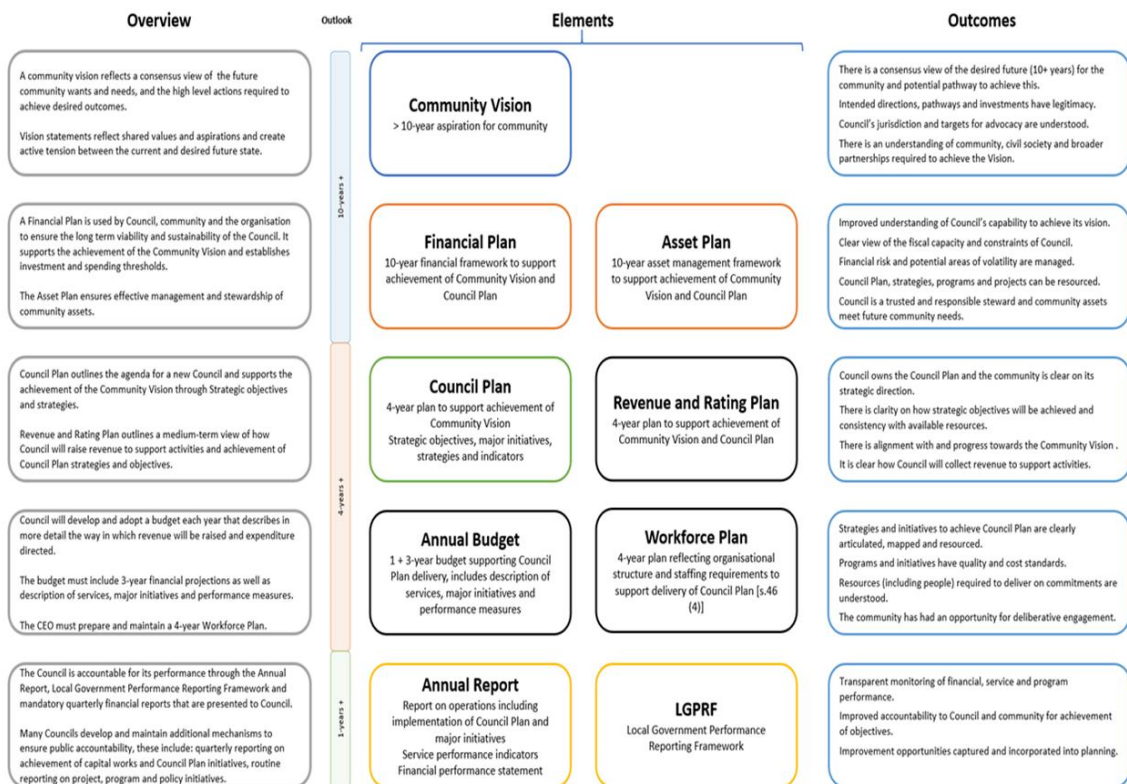 Overview
Outlook
Elements
Outcomes
A community vision reflects a consensus view of the future
community wants and needs, and the high level actions required to
achieve desired outcomes.
Vision statements reflect shared values and aspirations and create
active tension between the current and desired future state.
10-years +
Community Vision
> 10-year aspiration for community
There is a consensus view of the desired future (10+ years) for the
community and potential pathway to achieve this.
Intended directions, pathways and investments have legitimacy.
Council's jurisdiction and targets for advocacy are understood.
There is an understanding of community, civil society and broader
partnerships required to achieve the Vision.
A Financial Plan is used by Council, community and the organisation
to ensure the long term viability and sustainability of the Council. It
supports the achievement of the Community Vision and establishes
investment and spending thresholds.
The Asset Plan ensures effective management and stewardship of
community assets.
Financial Plan
10-year financial framework to support
achievement of Community Vision and
Council Plan
Asset Plan
10-year asset management framework
to support achievement of Community
Vision and Council Plan
Improved understanding of Council's capability to achieve its vision.
Clear view of the fiscal capacity and constraints of Council.
Financial risk and potential areas of volatility are managed.
Council Plan, strategies, programs and projects can be resourced.
Council is a trusted and responsible steward and community assets
meet future community needs.
Council Plan outlines the agenda for a new Council and supports the
achievement of the Community Vision through Strategic objectives
and strategies.
Revenue and Rating Plan outlines a medium-term view of how
Council will raise revenue to support activities and achievement of
Council Plan strategies and objectives.
4-years +
Council Plan
4-year plan to support achievement of
Community Vision
Strategic objectives, major initiatives,
strategies and indicators
Revenue and Rating Plan
4-year plan to support achievement of
Community Vision and Council Plan
Council owns the Council Plan and the community is clear on its
strategic direction.
There is clarity on how strategic objectives will be achieved and
consistency with available resources.
There is alignment with and progress towards the Community Vision .
It is clear how Council will collect revenue to support activities.
Council will develop and adopt a budget each year that describes in
more detail the way in which revenue will be raised and expenditure
directed.
The budget must include 3-year financial projections as well as
description of services, major initiatives and performance measures.
The CEO must prepare and maintain a 4-year Workforce Plan.
Annual Budget
1 + 3-year budget supporting Council
Plan delivery, includes description of
services, major initiatives and
performance measures
Workforce Plan
4-year plan reflecting organisational
structure and staffing requirements to
support delivery of Council Plan [s.46
(4)]
Strategies and initiatives to achieve Council Plan are clearly
articulated, mapped and resourced.
Programs and initiatives have quality and cost standards.
Resources (including people) required to deliver on commitments are
understood.
The community has had an opportunity for deliberative engagement.
The Council is accountable for its performance through the Annual
Report, Local Government Performance Reporting Framework and
mandatory quarterly financial reports that are presented to Council.
Many Councils develop and maintain additional mechanisms to
ensure public accountability, these include: quarterly reporting on
achievement of capital works and Council Plan initiatives, routine
reporting on project, program and policy initiatives.
1-years +
Annual Report
Report on operations including
implementation of Council Plan and
major initiatives
Service performance indicators
Financial performance statement
LGPRF
Local Government Performance
Reporting Framework
Transparent monitoring of financial, service and program
performance.
Improved accountability to Council and community for achievement
of objectives.
Improvement opportunities captured and incorporated into planning.